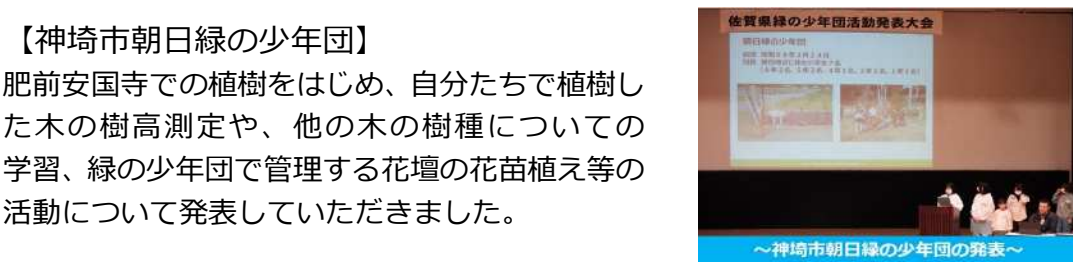 【神埼市朝日緑の少年団】
肥前安国寺での植樹をはじめ、自分たちで植樹し
た木の樹高測定や、他の木の樹種についての
学習、緑の少年団で管理する花壇の花苗植え等の
活動について発表していただきました。
佐賀県緑の少年団活動発表大会
朝日緑の少年団
～神埼市朝日緑の少年団の発表～